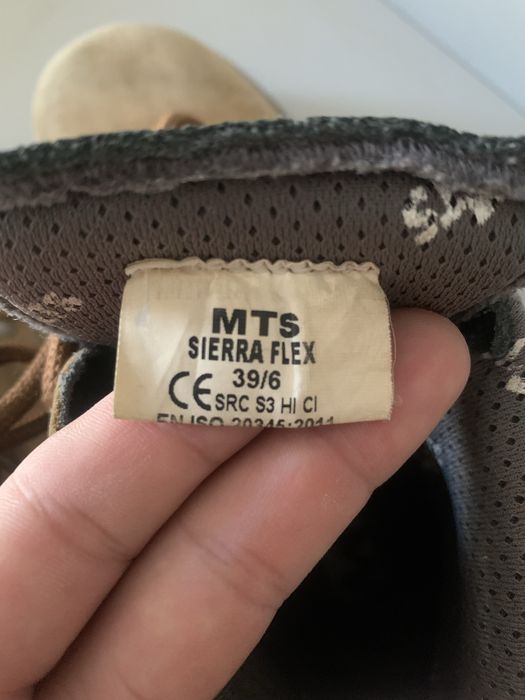 MTS
SIERRA FLEX
39/6
CE SRC S3 HI CI
EN ISO 20345:2011